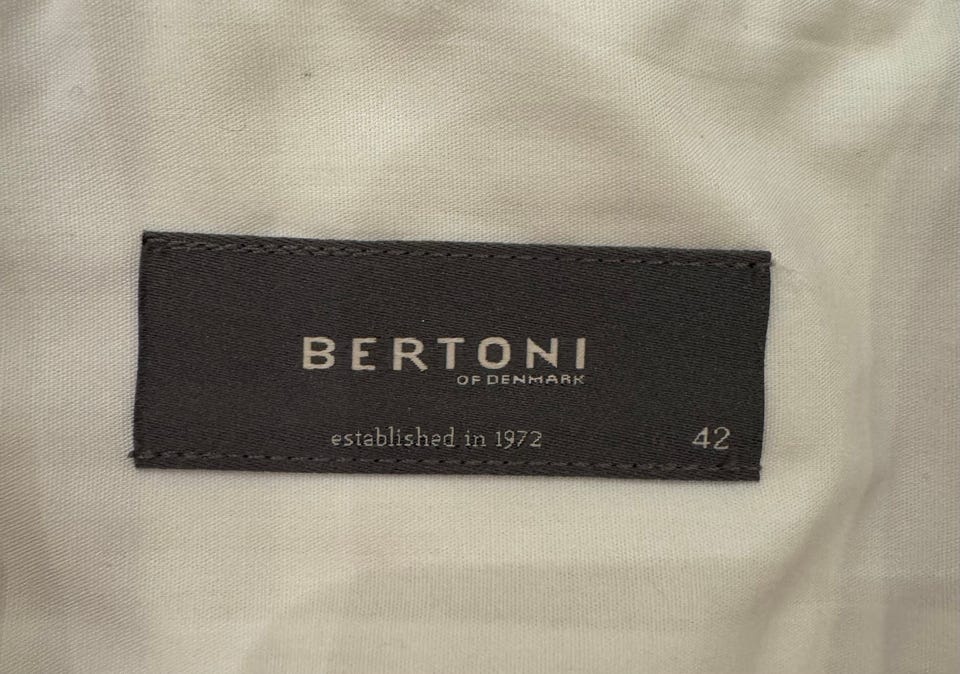 BERTONI
OF DENMARK
established in 1972
42